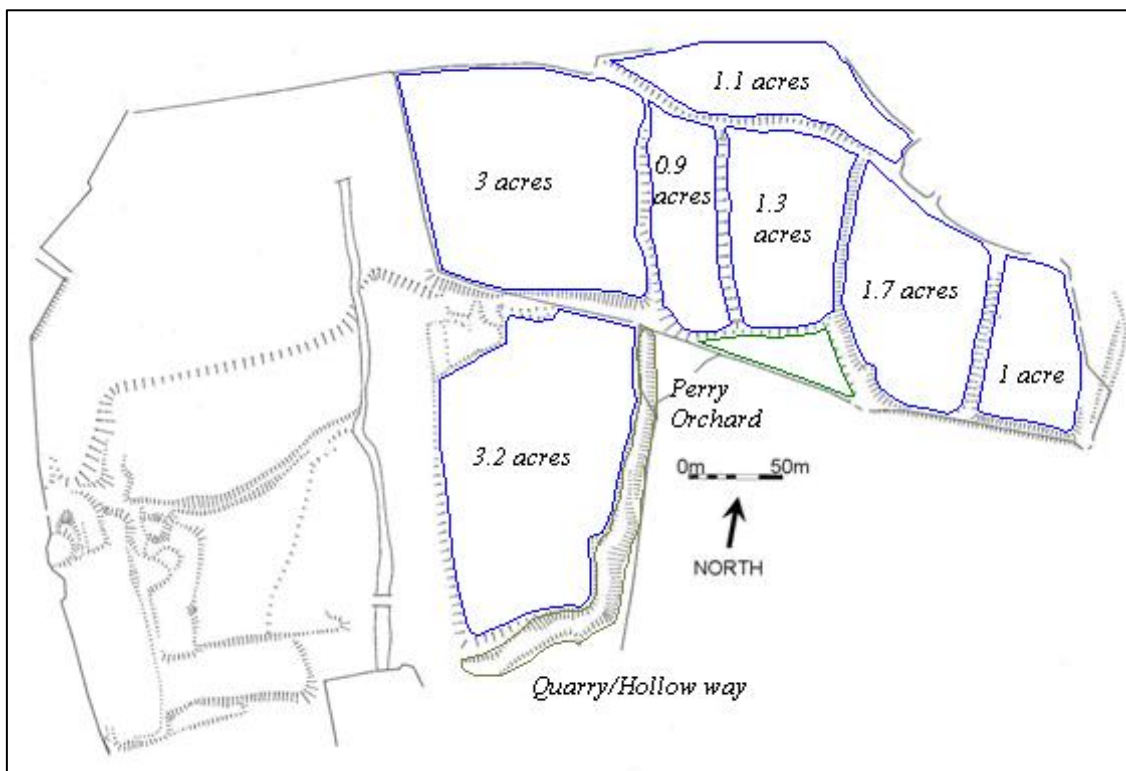 1.1 acres
3 acres
0.9
acres
1.3
acres
1.7 acres
1 acre
Perry
Orchard
3.2 acres
0m 50m
NORTH
Quarry/Hollow way